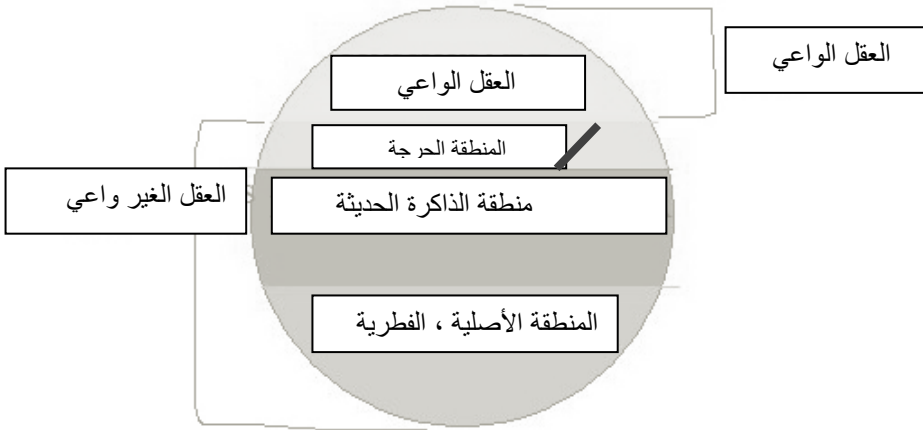 العقل الواعي
العقل الواعي
المنطقة الحرجة
العقل الغير واعي
منطقة الذاكرة الحديثة
المنطقة الأصلية ، الفطرية